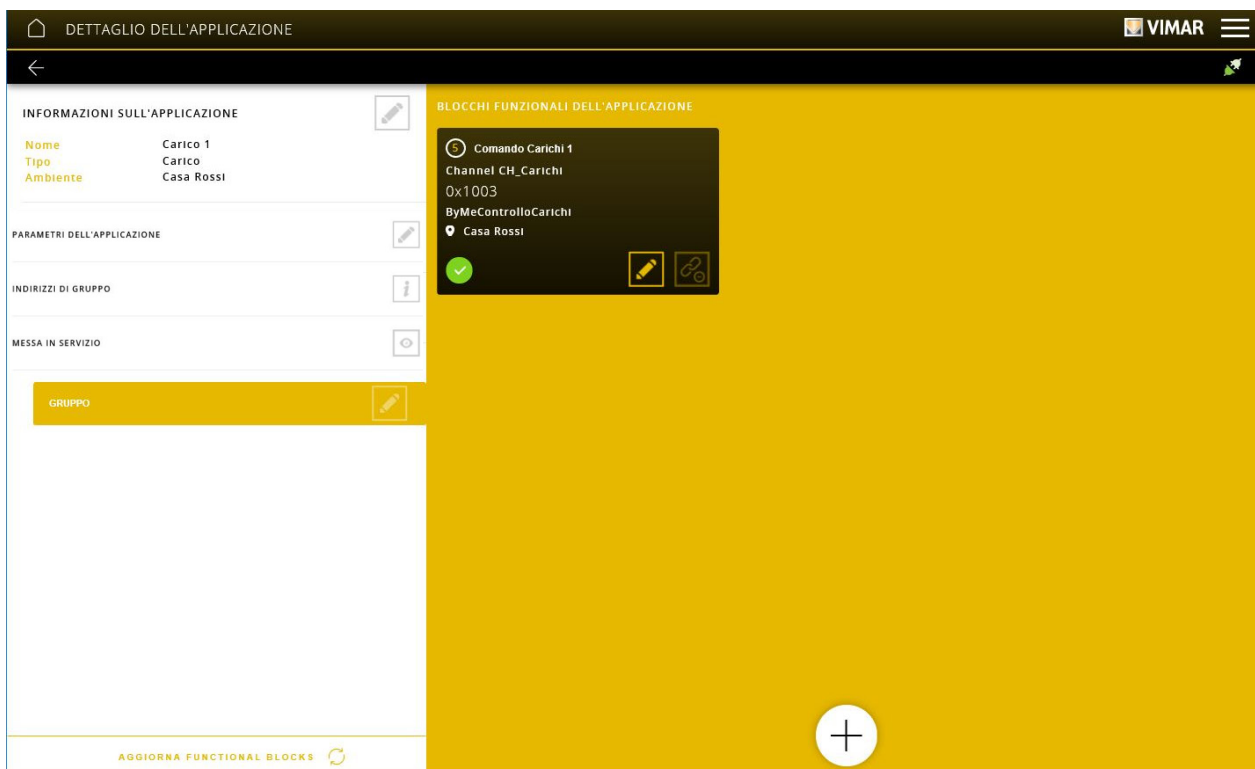 DETTAGLIO DELL'APPLICAZIONE
VIMAR
INFORMAZIONI SULL'APPLICAZIONE
Nome Carico 1
Tipo Carico
Ambiente Casa Rossi
PARAMETRI DELL'APPLICAZIONE
INDIRIZZI DI GRUPPO
i
MESSA IN SERVIZIO
GRUPPO
AGGIORNA FUNCTIONAL BLOCKS
BLOCCHI FUNZIONALI DELL'APPLICAZIONE
5 Comando Carichi 1
Channel CH_Carichi
0x1003
ByMeControlloCarichi
Casa Rossi